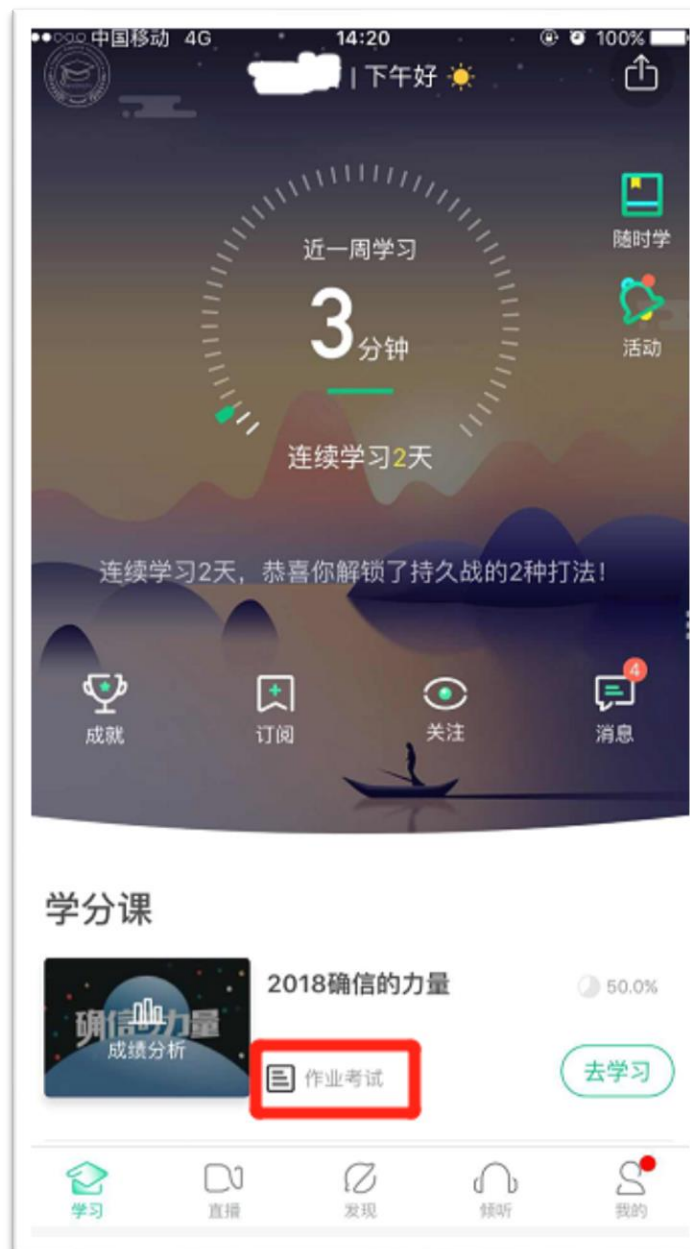 中国移动 4G 14:20 100%
| 下午好
随时学
近一周学习
3分钟
活动
连续学习2天
连续学习2天，恭喜你解锁了持久战的2种打法！
4
成就 订阅 关注 消息
学分课
2018确信的力量 50.0%
确信的力量
成绩分析
作业考试 去学习
学习 直播 发现 倾听 我的